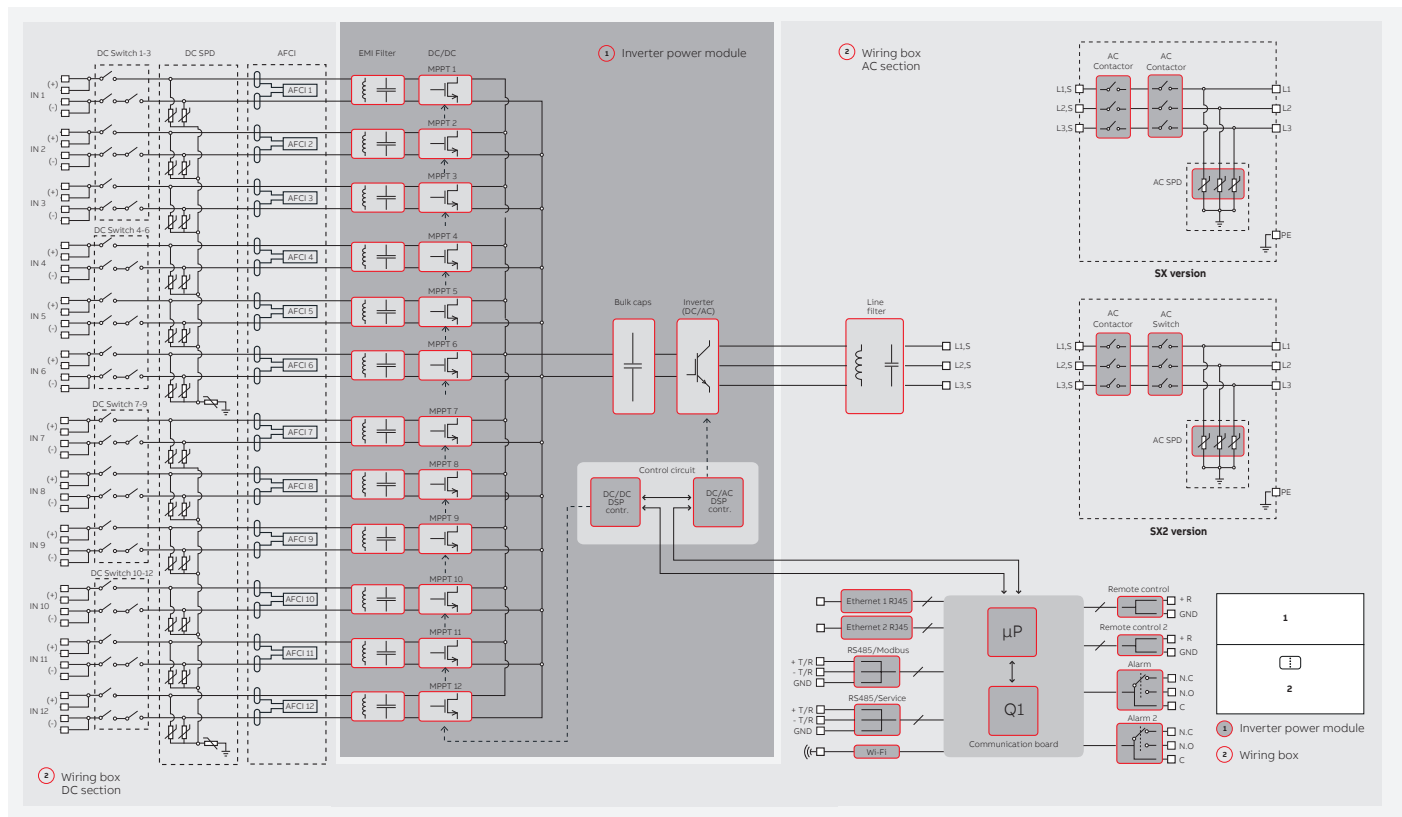 DC Switch 1-3
DC SPD
AFCI
EMI Filter
DC/DC
1 Inverter power module
2 Wiring box
AC section
IN 1
(+)
(-)
AFCI 1
MPPT 1
IN 2
(+)
(-)
AFCI 2
MPPT 2
IN 3
(+)
(-)
AFCI 3
MPPT 3
DC Switch 4-6
IN 4
(+)
(-)
AFCI 4
MPPT 4
IN 5
(+)
(-)
AFCI 5
MPPT 5
IN 6
(+)
(-)
AFCI 6
MPPT 6
DC Switch 7-9
IN 7
(+)
(-)
AFCI 7
MPPT 7
IN 8
(+)
(-)
AFCI 8
MPPT 8
IN 9
(+)
(-)
AFCI 9
MPPT 9
DC Switch 10-12
IN 10
(+)
(-)
AFCI 10
MPPT 10
IN 11
(+)
(-)
AFCI 11
MPPT 11
IN 12
(+)
(-)
AFCI 12
MPPT 12
2 Wiring box
DC section
Bulk caps
Inverter
(DC/AC)
Line
filter
L1,S
L2,S
L3,S
Control circuit
DC/DC
DSP
contr.
DC/AC
DSP
contr.
AC
Contactor
AC
Contactor
L1,S
L2,S
L3,S
L1
L2
L3
AC SPD
PE
SX version
AC
Contactor
AC
Switch
L1,S
L2,S
L3,S
L1
L2
L3
AC SPD
PE
SX2 version
Ethernet 1 RJ45
Ethernet 2 RJ45
RS485/Modbus
+ T/R
- T/R
GND
RS485/Service
+ T/R
- T/R
GND
Wi-Fi
µP
Q1
Communication board
Remote control
+ R
GND
Remote control 2
+ R
GND
Alarm
N.C
N.O
C
Alarm 2
N.C
N.O
C
1
2
1 Inverter power module
2 Wiring box